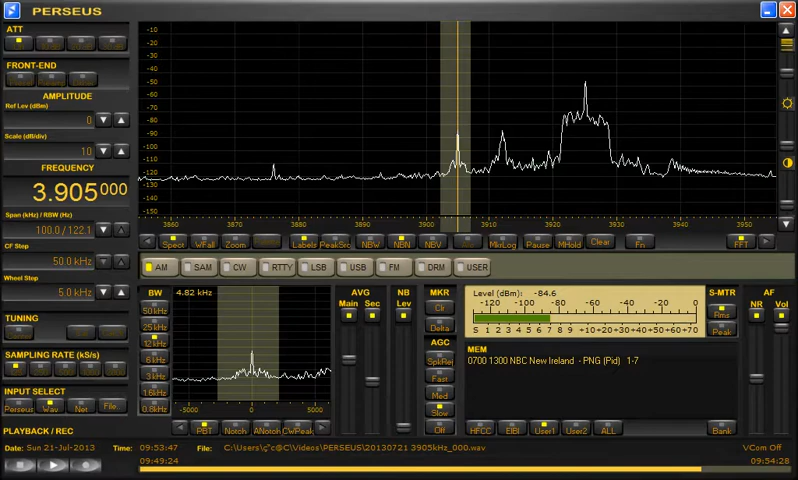 PERSEUS
ATT
FRONT-END
AMPLITUDE
Ref Lev (dBm)
0
Scale (dB/div)
10
FREQUENCY
3.905000
Span (kHz) / RBW (Hz)
100.0 / 122.1
CF Step
50.0 kHz
Wheel Step
5.0 kHz
TUNING
SAMPLING RATE (kS/s)
INPUT SELECT
Perseus Wav Net File..
PLAYBACK / REC
-10
-20
-30
-40
-50
-60
-70
-80
-90
-100
-110
-120
-130
-150
3860 3870 3880 3890 3900 3910 3920 3930 3940 3950
Spect WFall Zoom Labels PeakSrc NBW NBN NBV MkrLog Pause MHold Clear Fn FFT
AM SAM CW RTTY LSB USB FM DRM USER
BW
50kHz
25 kHz
12 kHz
6 kHz
3 kHz
1.6kHz
0.8kHz
4.82 kHz
-5000 0 5000
PBT Notch ANotch CWPeak
AVG
Main Sec
NB
Lev
MKR
Clr
Delta
AGC
SpkRej
Fast
Med
Slow
Off
Level (dBm): -84.6
-120 -100 -80 -60 -40 -20 0
S 1 3 5 7 9 +10 +20 +30 +40 +50 +60 +70
S-MTR
Rms
Peak
AF
NR Vol
MEM
0700 1300 NBC New Ireland - PNG (Pid) 1-7
HFCC EIBI User1 User2 ALL Bank
Date: Sun 21-Jul-2013 Time: 09:53:47 File: C:\Users\ç"c@C\Videos\PERSEUS\20130721 3905kHz_000.wav VCom Off
09:49:24 09:54:28